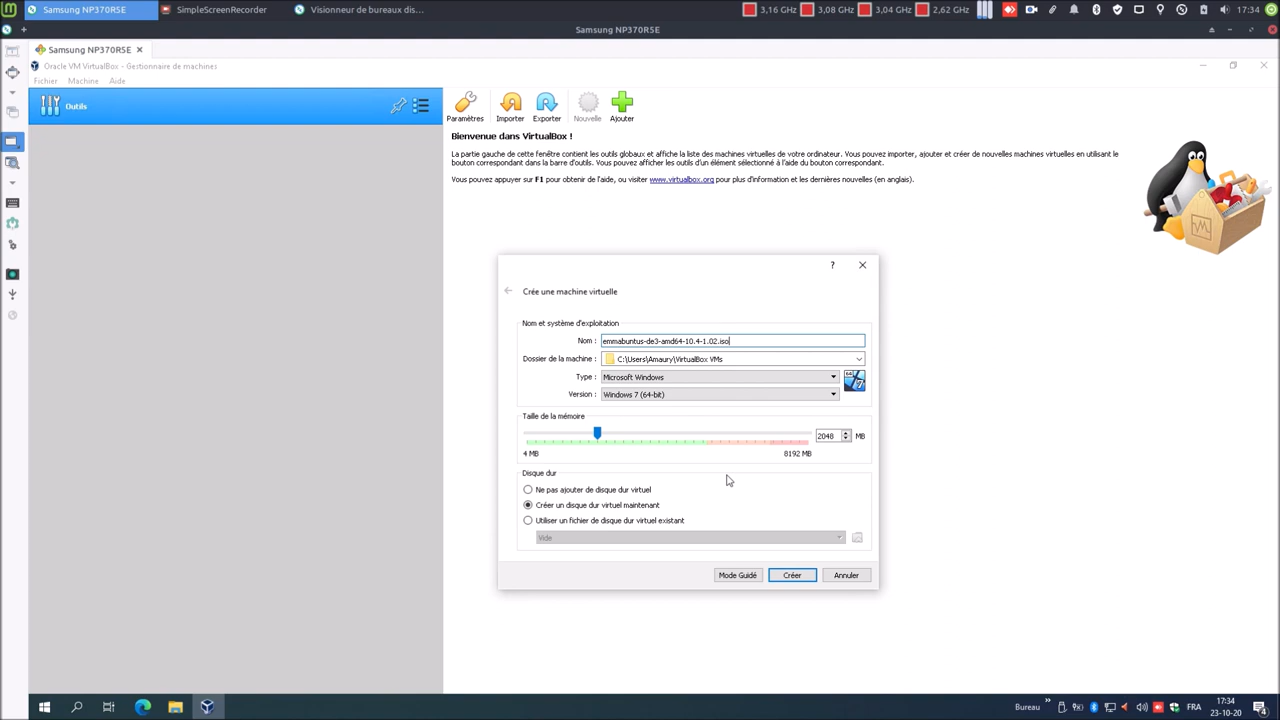 Samsung NP370R5E
SimpleScreenRecorder
Visionneur de bureaux dis...
3,16 GHz
3,08 GHz
3,04 GHz
2,62 GHz
17:34
Samsung NP370R5E
Samsung NP370R5E
Oracle VM VirtualBox - Gestionnaire de machines
Fichier Machine Aide
Outils
Paramètres
Importer
Exporter
Nouvelle
Ajouter
Bienvenue dans VirtualBox !
La partie gauche de cette fenêtre contient les outils globaux et affiche la liste des machines virtuelles de votre ordinateur. Vous pouvez importer, ajouter et créer de nouvelles machines virtuelles en utilisant le
bouton correspondant dans la barre d'outils. Vous pouvez afficher les outils d'un élément sélectionné à l'aide du bouton correspondant.
Vous pouvez appuyer sur F1 pour obtenir de l'aide, ou visiter www.virtualbox.org pour plus d'information et les dernières nouvelles (en anglais).
?
Crée une machine virtuelle
Nom et système d'exploitation
Nom : emmabuntus-de3-amd64-10.4-1.02.iso
Dossier de la machine : C:\Users\Amaury\VirtualBox VMs
Type : Microsoft Windows
Version : Windows 7 (64-bit)
Taille de la mémoire
2048 MB
4 MB 8192 MB
Disque dur
Ne pas ajouter de disque dur virtuel
Créer un disque dur virtuel maintenant
Utiliser un fichier de disque dur virtuel existant
Vide
Mode Guidé Créer Annuler
Bureau
FRA
17:34
23-10-20
4